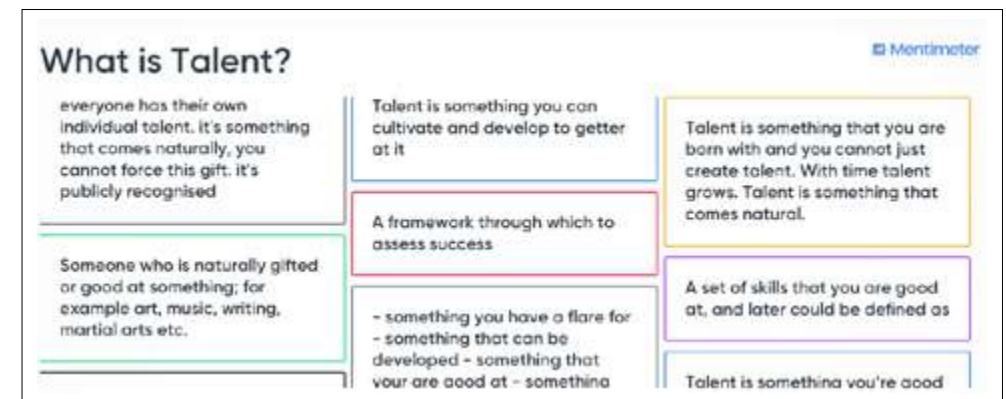 What is Talent?
Mentimeter
everyone has their own
individual talent. it's something
that comes naturally, you
cannot force this gift. it's
publicly recognised
Someone who is naturally gifted
or good at something; for
example art, music, writing,
martial arts etc.
Talent is something you can
cultivate and develop to getter
at it
A framework through which to
assess success
- something you have a flare for
- something that can be
developed - something that
your are good at - something
Talent is something that you are
born with and you cannot just
create talent. With time talent
grows. Talent is something that
comes natural.
A set of skills that you are good
at, and later could be defined as
Talent is something you're good